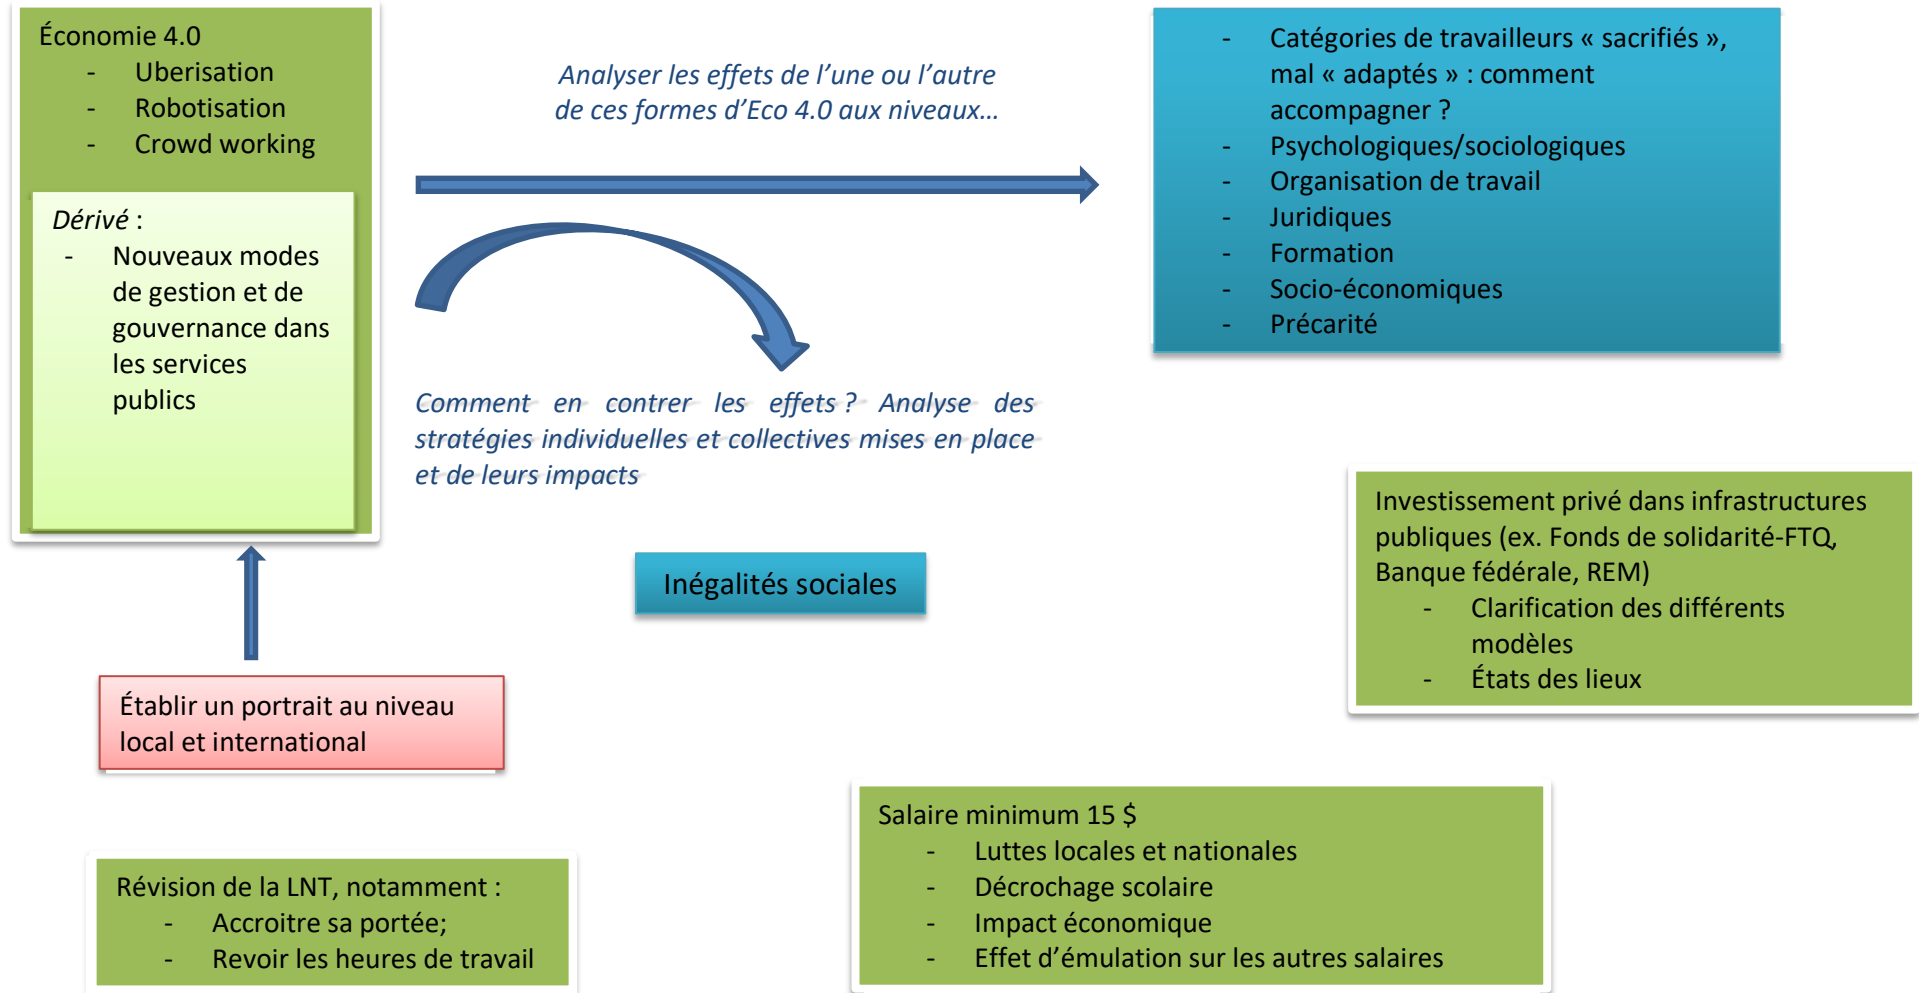 Économie 4.0
- Uberisation
- Robotisation
- Crowd working
Dérivé :
- Nouveaux modes
de gestion et de
gouvernance dans
les services
publics
Analyser les effets de l’une ou l’autre
de ces formes d’Eco 4.0 aux niveaux…
- Catégories de travailleurs « sacrifiés »,
mal « adaptés » : comment
accompagner ?
- Psychologiques/sociologiques
- Organisation de travail
- Juridiques
- Formation
- Socio-économiques
- Précarité
Comment en contrer les effets ? Analyse des
stratégies individuelles et collectives mises en place
et de leurs impacts
Inégalités sociales
Investissement privé dans infrastructures
publiques (ex. Fonds de solidarité-FTQ,
Banque fédérale, REM)
- Clarification des différents
modèles
- États des lieux
Établir un portrait au niveau
local et international
Salaire minimum 15 $
- Luttes locales et nationales
- Décrochage scolaire
- Impact économique
- Effet d’émulation sur les autres salaires
Révision de la LNT, notamment :
- Accroitre sa portée;
- Revoir les heures de travail